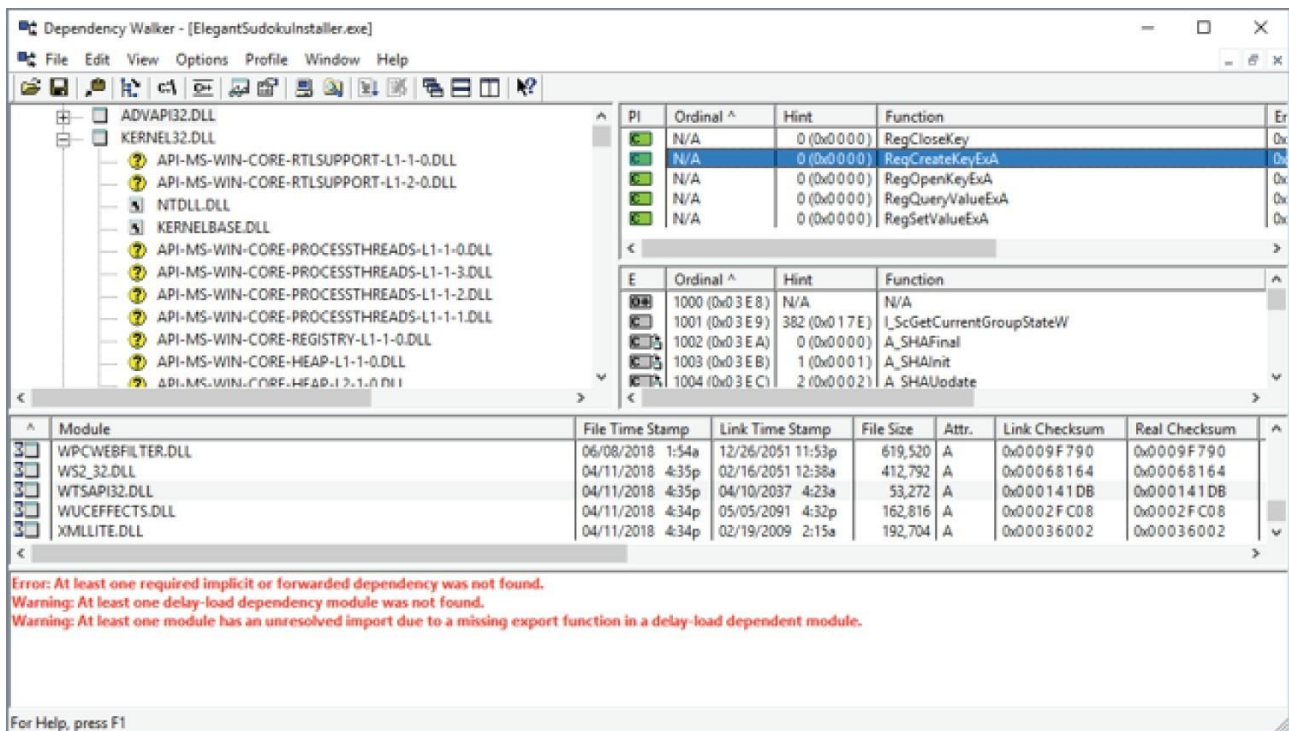 Dependency Walker - [ElegantSudokuInstaller.exe]
File Edit View Options Profile Window Help
ADVAPI32.DLL
KERNEL32.DLL
API-MS-WIN-CORE-RTLSUPPORT-L1-1-0.DLL
API-MS-WIN-CORE-RTLSUPPORT-L1-2-0.DLL
NTDLL.DLL
KERNELBASE.DLL
API-MS-WIN-CORE-PROCESSTHREADS-L1-1-0.DLL
API-MS-WIN-CORE-PROCESSTHREADS-L1-1-3.DLL
API-MS-WIN-CORE-PROCESSTHREADS-L1-1-2.DLL
API-MS-WIN-CORE-PROCESSTHREADS-L1-1-1.DLL
API-MS-WIN-CORE-REGISTRY-L1-1-0.DLL
API-MS-WIN-CORE-HEAP-L1-1-0.DLL
API-MS-WIN-CORE-HEAP-L2-1-0.DLL
PI Ordinal ^ Hint Function
N/A 0 (0x0000) RegCloseKey
N/A 0 (0x0000) RegCreateKeyExA
N/A 0 (0x0000) RegOpenKeyExA
N/A 0 (0x0000) RegQueryValueExA
N/A 0 (0x0000) RegSetValueExA
E Ordinal ^ Hint Function
1000 (0x03E8) N/A N/A
1001 (0x03E9) 382 (0x017E) I_ScGetCurrentGroupStateW
1002 (0x03EA) 0 (0x0000) A_SHAFinal
1003 (0x03EB) 1 (0x0001) A_SHAInit
1004 (0x03EC) 2 (0x0002) A_SHAUpdate
^ Module File Time Stamp Link Time Stamp File Size Attr. Link Checksum Real Checksum
WPCWEBFILTER.DLL 06/08/2018 1:54a 12/26/2051 11:53p 619,520 A 0x0009F790 0x0009F790
WS2_32.DLL 04/11/2018 4:35p 02/16/2051 12:38a 412,792 A 0x00068164 0x00068164
WTSAPI32.DLL 04/11/2018 4:35p 04/10/2037 4:23a 53,272 A 0x000141DB 0x000141DB
WUCEFFECTS.DLL 04/11/2018 4:34p 05/05/2091 4:32p 162,816 A 0x0002FC08 0x0002FC08
XMLLITE.DLL 04/11/2018 4:34p 02/19/2009 2:15a 192,704 A 0x00036002 0x00036002
Error: At least one required implicit or forwarded dependency was not found.
Warning: At least one delay-load dependency module was not found.
Warning: At least one module has an unresolved import due to a missing export function in a delay-load dependent module.
For Help, press F1